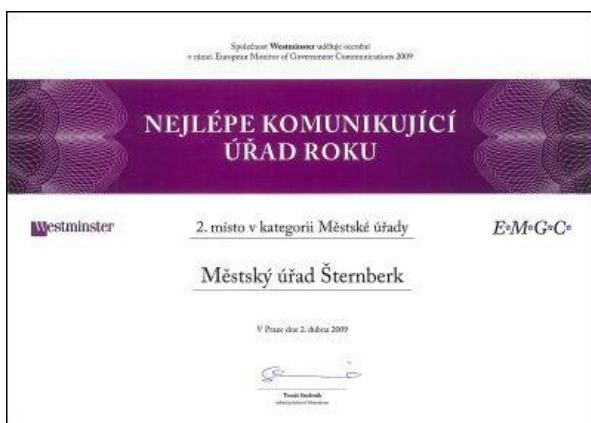 Společnost Westminster uděluje ocenění
v rámci European Monitor of Government Communications 2009
NEJLÉPE KOMUNIKUJÍCÍ
ÚŘAD ROKU
Westminster
2. místo v kategorii Městské úřady
E*M*G*C*
Městský úřad Šternberk
V Praze dne 2. dubna 2009
Tomáš